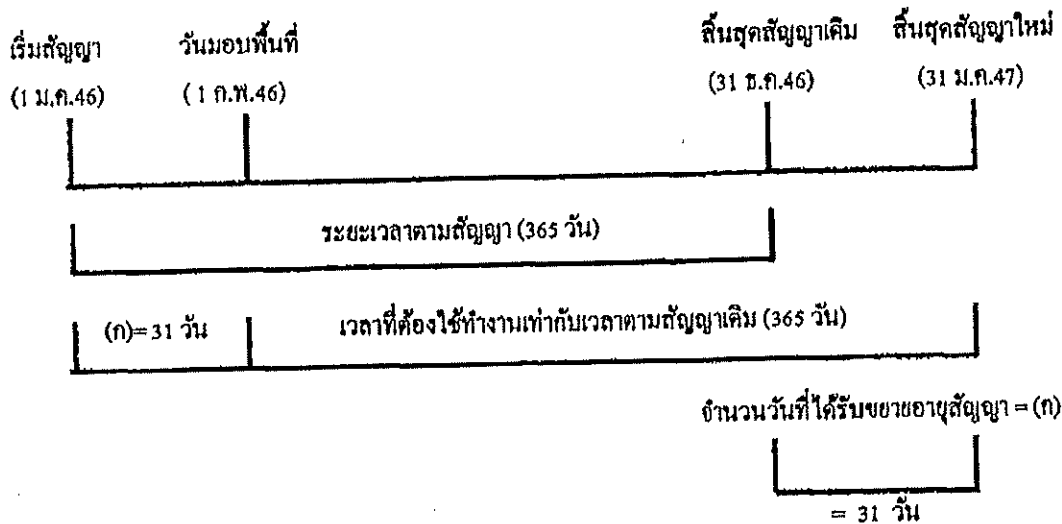 เริ่มสัญญา วันมอบพื้นที่ สิ้นสุดสัญญาเดิม สิ้นสุดสัญญาใหม่
(1 ม.ค.46) (1 ก.พ.46) (31 ธ.ค.46) (31 ม.ค.47)
ระยะเวลาตามสัญญา (365 วัน)
(ก)= 31 วัน เวลาที่ต้องใช้ทำงานเท่ากับเวลาตามสัญญาเดิม (365 วัน)
จำนวนวันที่ได้รับขยายอายุสัญญา = (ก)
= 31 วัน